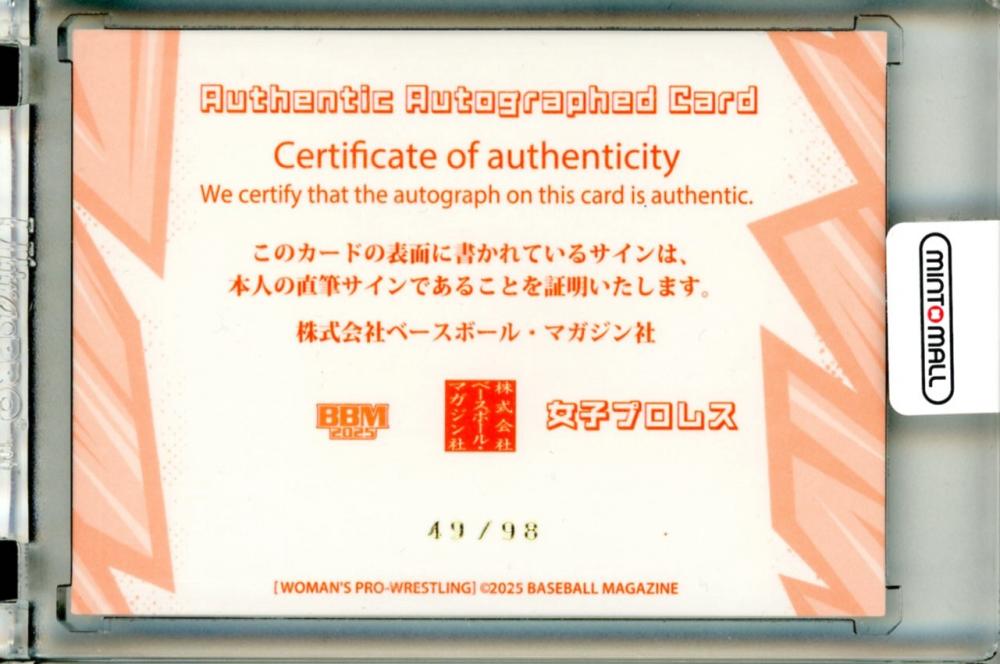 Authentic Autographed Card
Certificate of authenticity
We certify that the autograph on this card is authentic.
このカードの表面に書かれているサインは、
本人の直筆サインであることを証明いたします。
株式会社ベースボール・マガジン社
BBM
2025
株式会社
ベースボール・
マガジン社
女子プロレス
49/98
[WOMAN'S PRO-WRESTLING] ©2025 BASEBALL MAGAZINE
MINTOMALL